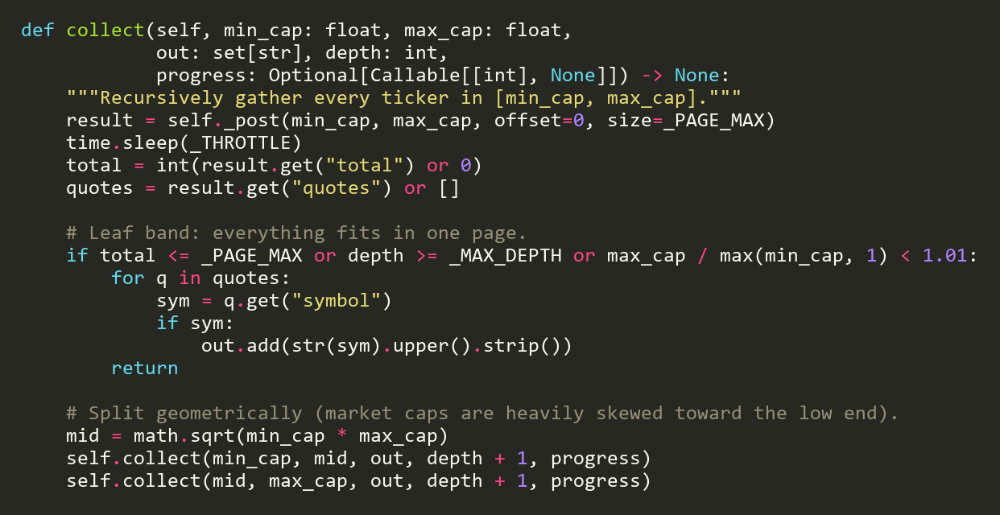 def collect(self, min_cap: float, max_cap: float,
            out: set[str], depth: int,
            progress: Optional[Callable[[int], None]]) -> None:
    """Recursively gather every ticker in [min_cap, max_cap]."""
    result = self._post(min_cap, max_cap, offset=0, size=_PAGE_MAX)
    time.sleep(_THROTTLE)
    total = int(result.get("total") or 0)
    quotes = result.get("quotes") or []

    # Leaf band: everything fits in one page.
    if total <= _PAGE_MAX or depth >= _MAX_DEPTH or max_cap / max(min_cap, 1) < 1.01:
        for q in quotes:
            sym = q.get("symbol")
            if sym:
                out.add(str(sym).upper().strip())
        return

    # Split geometrically (market caps are heavily skewed toward the low end).
    mid = math.sqrt(min_cap * max_cap)
    self.collect(min_cap, mid, out, depth + 1, progress)
    self.collect(mid, max_cap, out, depth + 1, progress)